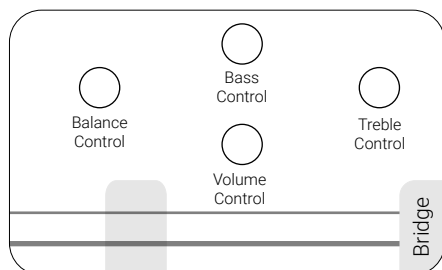 Bass
Control
Balance
Control
Treble
Control
Volume
Control
Bridge